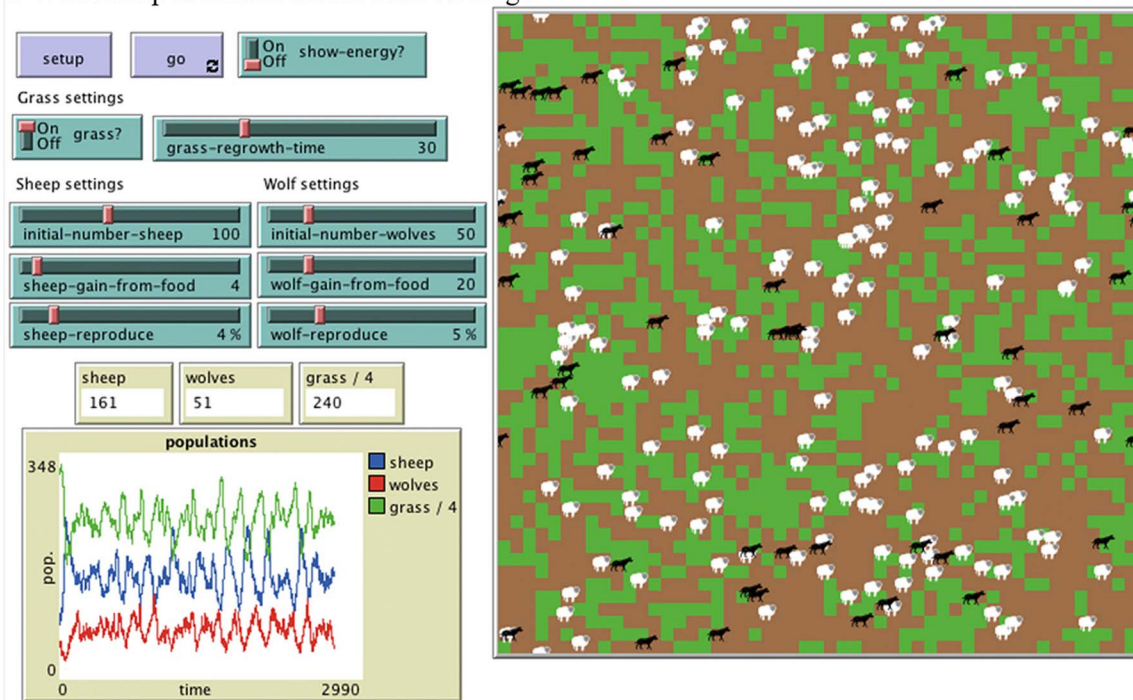 setup
go
On
Off
show-energy?
Grass settings
On
Off
grass?
grass-regrowth-time 30
Sheep settings
Wolf settings
initial-number-sheep 100
initial-number-wolves 50
sheep-gain-from-food 4
wolf-gain-from-food 20
sheep-reproduce 4 %
wolf-reproduce 5 %
sheep
161
wolves
51
grass / 4
240
populations
348
pop.
0
0
time
2990
sheep
wolves
grass / 4